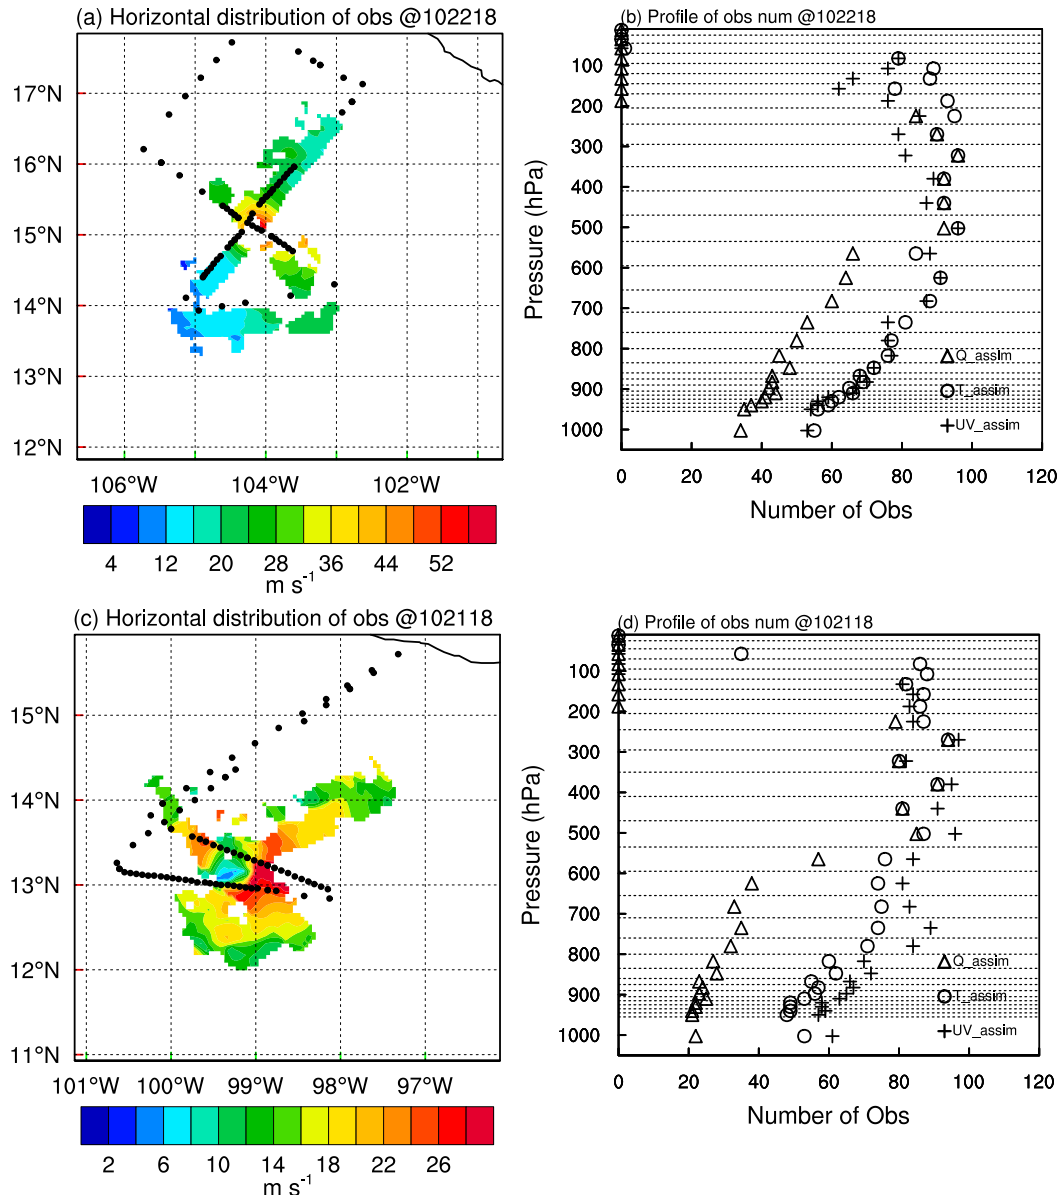 (a) Horizontal distribution of obs @102218
17°N
16°N
15°N
14°N
13°N
12°N
106°W 104°W 102°W
4 12 20 28 36 44 52
m s⁻¹
(b) Profile of obs num @102218
Pressure (hPa)
100
200
300
400
500
600
700
800
900
1000
Q_assim
T_assim
UV_assim
0 20 40 60 80 100 120
Number of Obs
(c) Horizontal distribution of obs @102118
15°N
14°N
13°N
12°N
11°N
101°W 100°W 99°W 98°W 97°W
2 6 10 14 18 22 26
m s⁻¹
(d) Profile of obs num @102118
Pressure (hPa)
100
200
300
400
500
600
700
800
900
1000
Q_assim
T_assim
UV_assim
0 20 40 60 80 100 120
Number of Obs